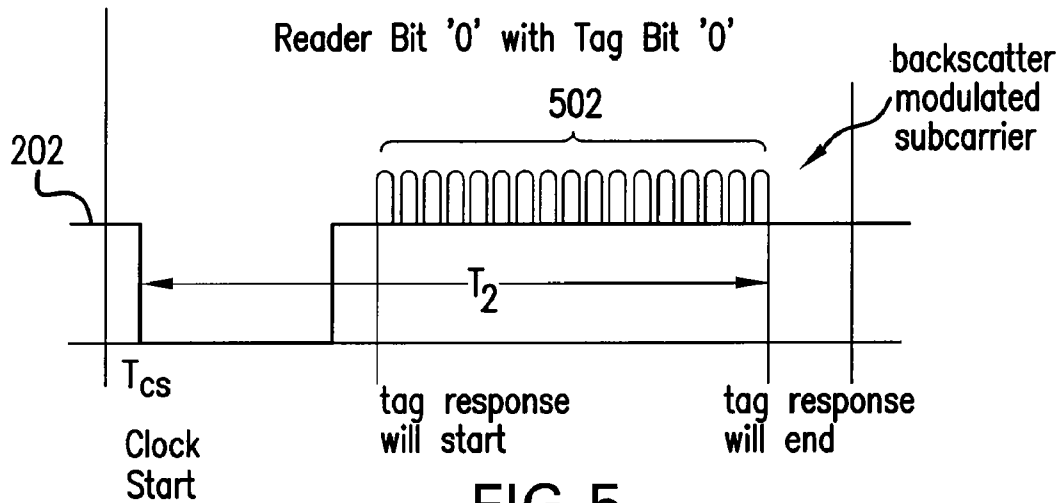 Reader Bit '0' with Tag Bit '0'
backscatter
modulated
subcarrier
502
202
T2
Tcs
Clock
Start
tag response
will start
tag response
will end
FIG. 5